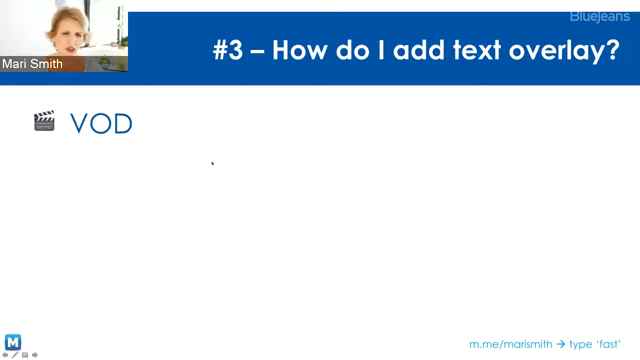 BlueJeans
Mari Smith
#3 – How do I add text overlay?
VOD
M
m.me/marismith → type ‘fast’